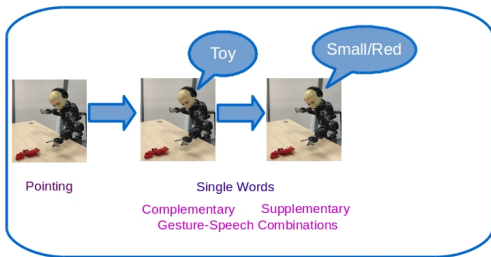 Toy
Small/Red
Pointing
Single Words
Complementary Supplementary
Gesture-Speech Combinations